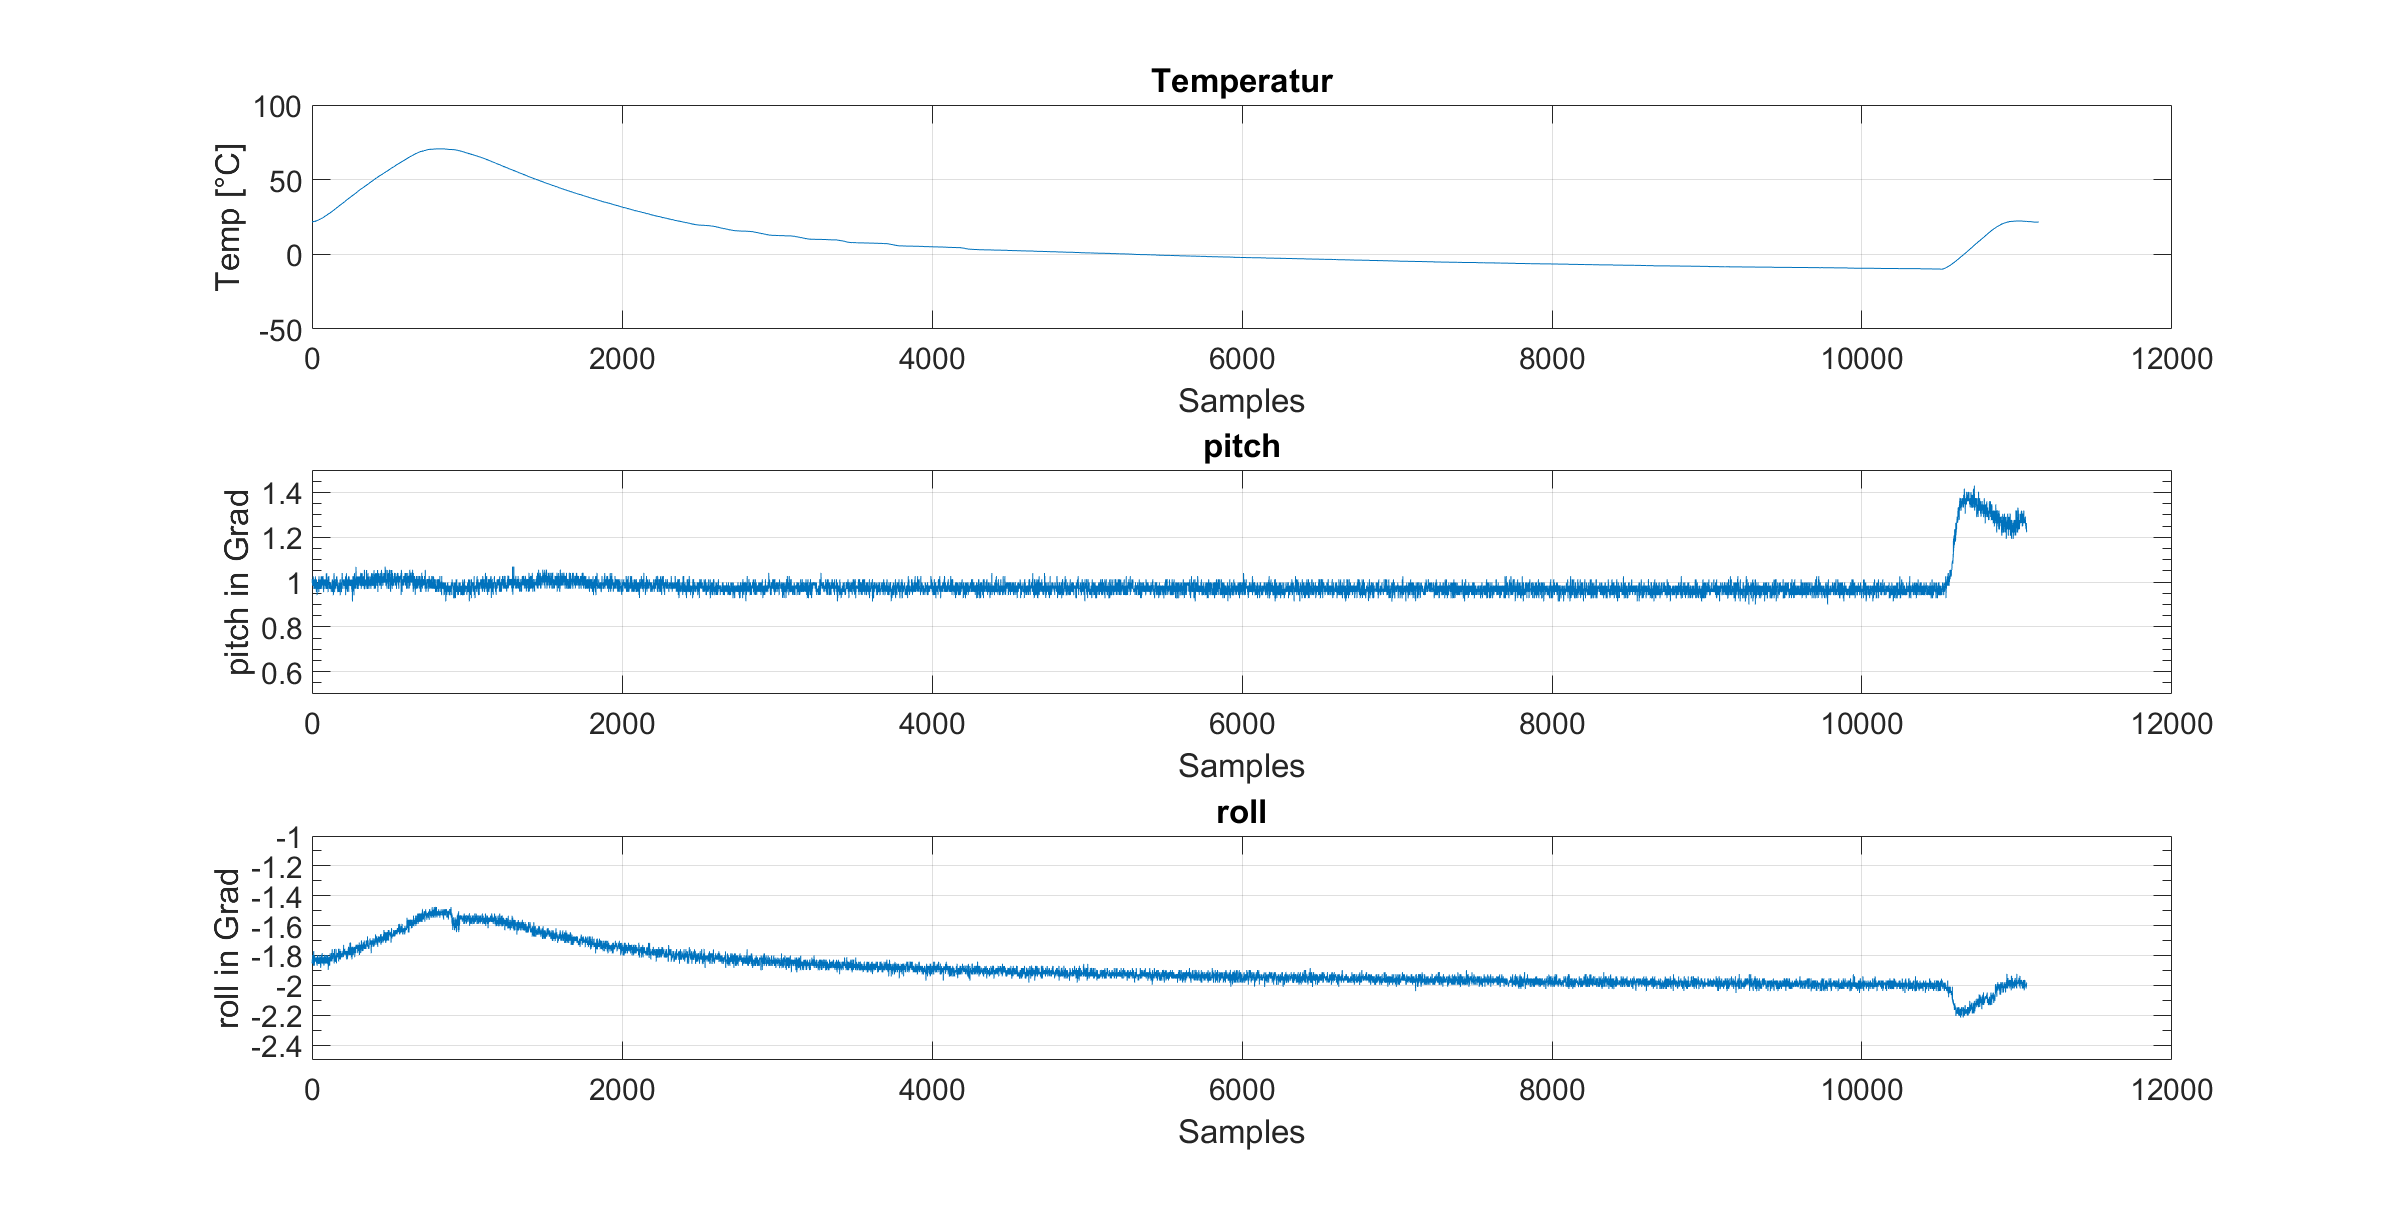 Temperatur
100
50
0
-50
Temp [°C]
0 2000 4000 6000 8000 10000 12000
Samples
pitch
1.4
1.2
1
0.8
0.6
pitch in Grad
0 2000 4000 6000 8000 10000 12000
Samples
roll
-1
-1.2
-1.4
-1.6
-1.8
-2
-2.2
-2.4
roll in Grad
0 2000 4000 6000 8000 10000 12000
Samples